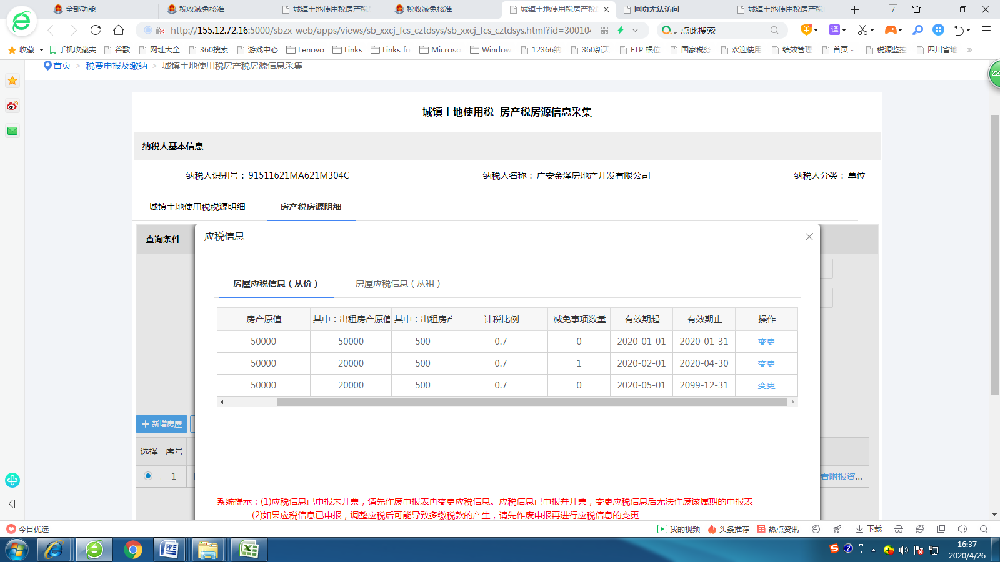 全部功能
税收减免核准
城镇土地使用税房产税房
税收减免核准
城镇土地使用税房产税
网页无法访问
城镇土地使用税房产税
7
http://155.12.72.16:5000/sbzx-web/apps/views/sb_xxcj_fcs_cztdsys/sb_xxcj_fcs_cztdsys.html?id=30010
点此搜索
译
收藏
手机收藏夹
谷歌
网址大全
360搜索
游戏中心
Lenovo
Links
Links fo
Microso
Window
12366纳
360新天
FTP 根位
国家税务
欢迎使用
绩效管理
首页 -
税源监控
四川省地
»
首页 > 税费申报及缴纳 > 城镇土地使用税房产税房源信息采集
22
城镇土地使用税 房产税房源信息采集
纳税人基本信息
纳税人识别号：91511621MA621M304C
纳税人名称：广安金泽房地产开发有限公司
纳税人分类：单位
城镇土地使用税税源明细
房产税房源明细
查询条件
应税信息
房屋应税信息（从价）
房屋应税信息（从租）
房产原值 其中：出租房产原值 其中：出租房产 计税比例 减免事项数量 有效期起 有效期止 操作
50000 50000 500 0.7 0 2020-01-01 2020-01-31 变更
50000 20000 500 0.7 1 2020-02-01 2020-04-30 变更
50000 20000 500 0.7 0 2020-05-01 2099-12-31 变更
新增房屋
选择 序号
1
看附报资...
系统提示：(1)应税信息已申报未开票，请先作废申报表再变更应税信息。应税信息已申报并开票，变更应税信息后无法作废该属期的申报表
(2)如果应税信息已申报，调整应税后可能导致多缴税款的产生，请先作废申报再进行应税信息的变更
今日优选
我的视频
头条推荐
热点资讯
下载
16:37
2020/4/26